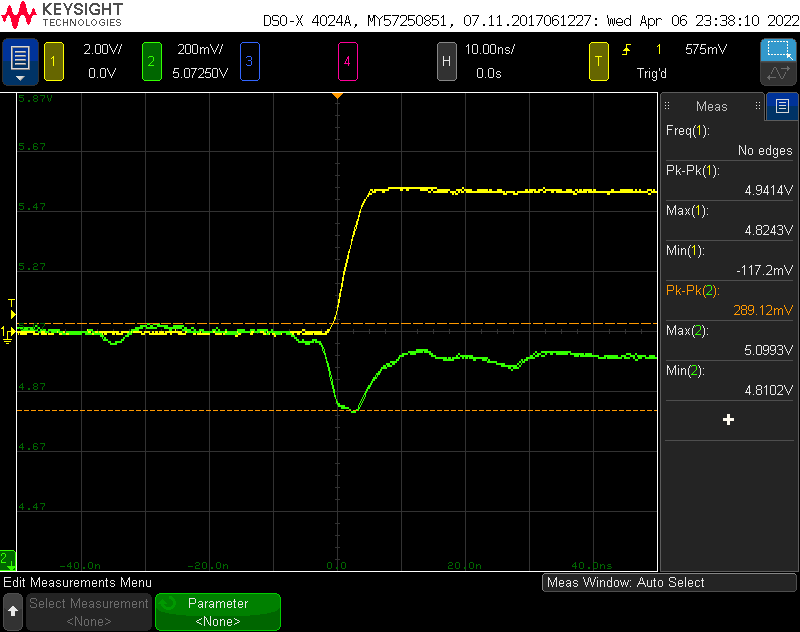 KEYSIGHT
TECHNOLOGIES
DSO-X 4024A, MY57250851, 07.11.2017061227: Wed Apr 06 23:38:10 2022
1 2.00V/ 0.0V
2 200mV/ 5.07250V
3
4
H 10.00ns/ 0.0s
T 1 575mV
Trig'd
5.87V
5.67
5.47
5.27
4.87
4.67
4.47
T
1
2
-40.0n -20.0n 0.0 20.0n 40.0n
Meas
Freq(1):
No edges
Pk-Pk(1):
4.9414V
Max(1):
4.8243V
Min(1):
-117.2mV
Pk-Pk(2):
289.12mV
Max(2):
5.0993V
Min(2):
4.8102V
Edit Measurements Menu
Meas Window: Auto Select
Select Measurement
<None>
Parameter
<None>